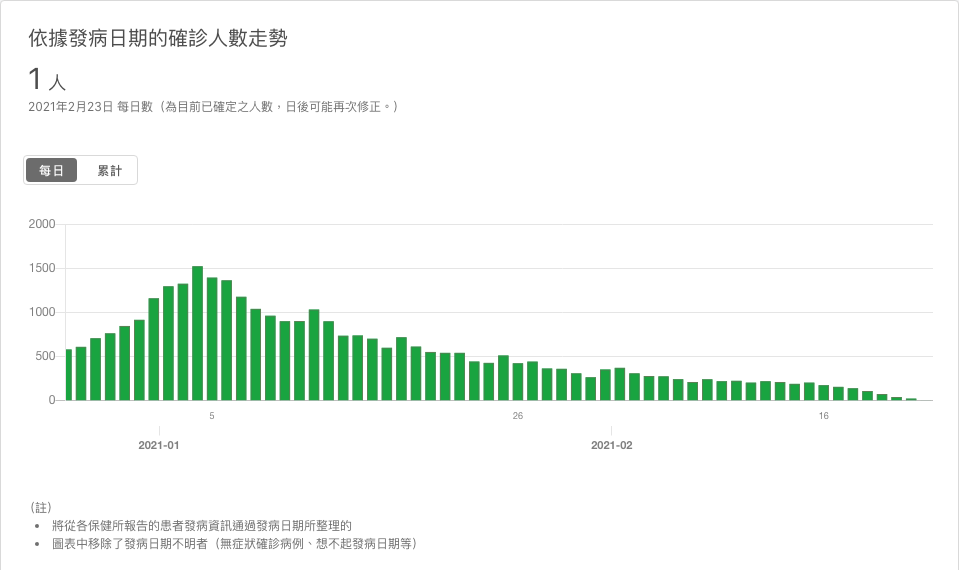 依據發病日期的確診人數走勢
1 人
2021年2月23日 每日數（為目前已確定之人數，日後可能再次修正。）
每日 累計
2000
1500
1000
500
0
5 26 16
2021-01 2021-02
（註）
• 將從各保健所報告的患者發病資訊通過發病日期所整理的
• 圖表中移除了發病日期不明者（無症狀確診病例、想不起發病日期等）